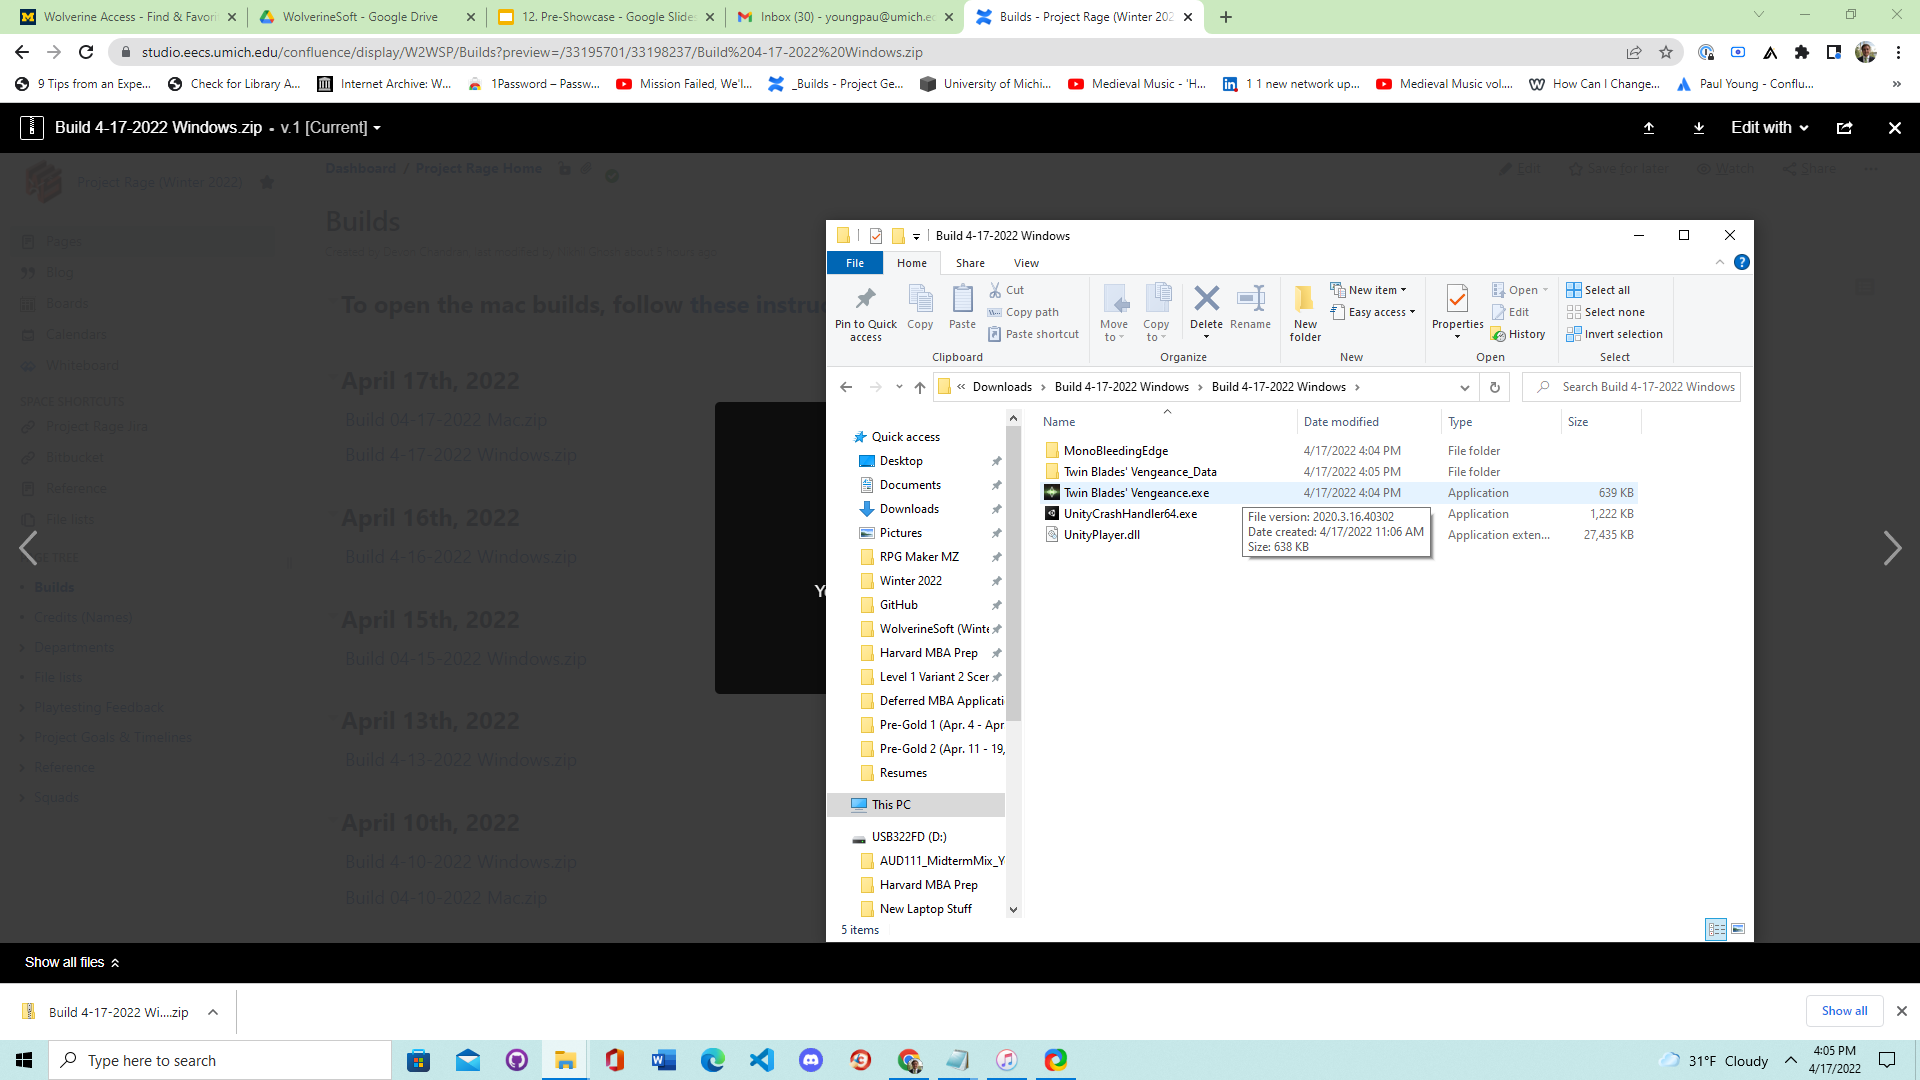 Wolverine Access - Find & Favori
WolverineSoft - Google Drive
12. Pre-Showcase - Google Slides
Inbox (30) - youngpau@umich.ed
Builds - Project Rage (Winter 202
studio.eecs.umich.edu/confluence/display/W2WSP/Builds?preview=/33195701/33198237/Build%204-17-2022%20Windows.zip
9 Tips from an Expe...
Check for Library A...
Internet Archive: W...
1Password – Passw...
Mission Failed, We'l...
_Builds - Project Ge...
University of Michi...
Medieval Music - 'H...
1 1 new network up...
Medieval Music vol....
How Can I Change...
Paul Young - Conflu...
Build 4-17-2022 Windows.zip - v.1 [Current]
Edit with
Project Rage (Winter 2022)
Dashboard / Project Rage Home
Edit
Save for later
Watch
Share
Builds
Pages
Blog
Boards
Calendars
Whiteboard
SPACE SHORTCUTS
Project Rage Jira
Bitbucket
Reference
File lists
Builds
Credits (Names)
Departments
File lists
Playtesting Feedback
Project Goals & Timelines
Reference
Squads
To open the mac builds, follow these instru
April 17th, 2022
Build 04-17-2022 Mac.zip
Build 4-17-2022 Windows.zip
April 16th, 2022
Build 4-16-2022 Windows.zip
April 15th, 2022
Build 04-15-2022 Windows.zip
April 13th, 2022
Build 4-13-2022 Windows.zip
April 10th, 2022
Build 4-10-2022 Windows.zip
Build 04-10-2022 Mac.zip
Build 4-17-2022 Windows
File
Home
Share
View
Pin to Quick access
Copy
Paste
Cut
Copy path
Paste shortcut
Clipboard
Move to
Copy to
Delete
Rename
Organize
New folder
New item
Easy access
New
Properties
Open
Edit
History
Open
Select all
Select none
Invert selection
Select
« Downloads › Build 4-17-2022 Windows › Build 4-17-2022 Windows ›
Search Build 4-17-2022 Windows
Quick access
Desktop
Documents
Downloads
Pictures
RPG Maker MZ
Winter 2022
GitHub
WolverineSoft (Winte
Harvard MBA Prep
Level 1 Variant 2 Scer
Deferred MBA Applicati
Pre-Gold 1 (Apr. 4 - Apr
Pre-Gold 2 (Apr. 11 - 19,
Resumes
This PC
USB322FD (D:)
AUD111_MidtermMix_Y
Harvard MBA Prep
New Laptop Stuff
Name Date modified Type Size
MonoBleedingEdge 4/17/2022 4:04 PM File folder
Twin Blades' Vengeance_Data 4/17/2022 4:05 PM File folder
Twin Blades' Vengeance.exe 4/17/2022 4:04 PM Application 639 KB
UnityCrashHandler64.exe Application 1,222 KB
UnityPlayer.dll Application exten... 27,435 KB
File version: 2020.3.16.40302
Date created: 4/17/2022 11:06 AM
Size: 638 KB
5 items
Show all files
Build 4-17-2022 Wi....zip
Show all
Type here to search
31°F Cloudy
4:05 PM
4/17/2022